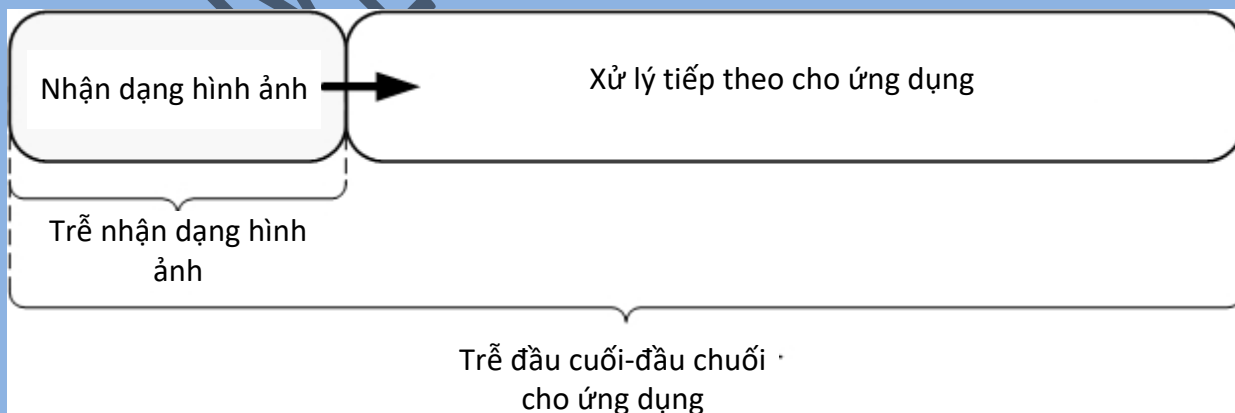 Nhận dạng hình ảnh
Xử lý tiếp theo cho ứng dụng
Trễ nhận dạng hình
ảnh
Trễ đầu cuối-đầu chuối
cho ứng dụng